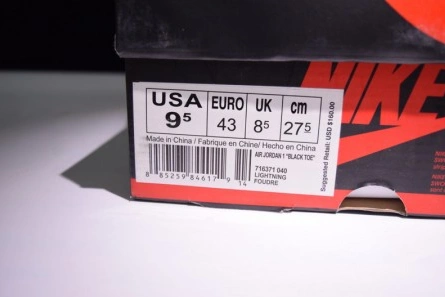 USA EURO UK cm
9⁵ 43 8⁵ 27⁵
Made in China / Fabrique en Chine/ Hecho en China
AIR JORDAN 1 "BLACK TOE"
716371 040
LIGHTNING
FOUDRE
8 85259 84617 9
14
Suggested Retail: USD $160.00
NIKE